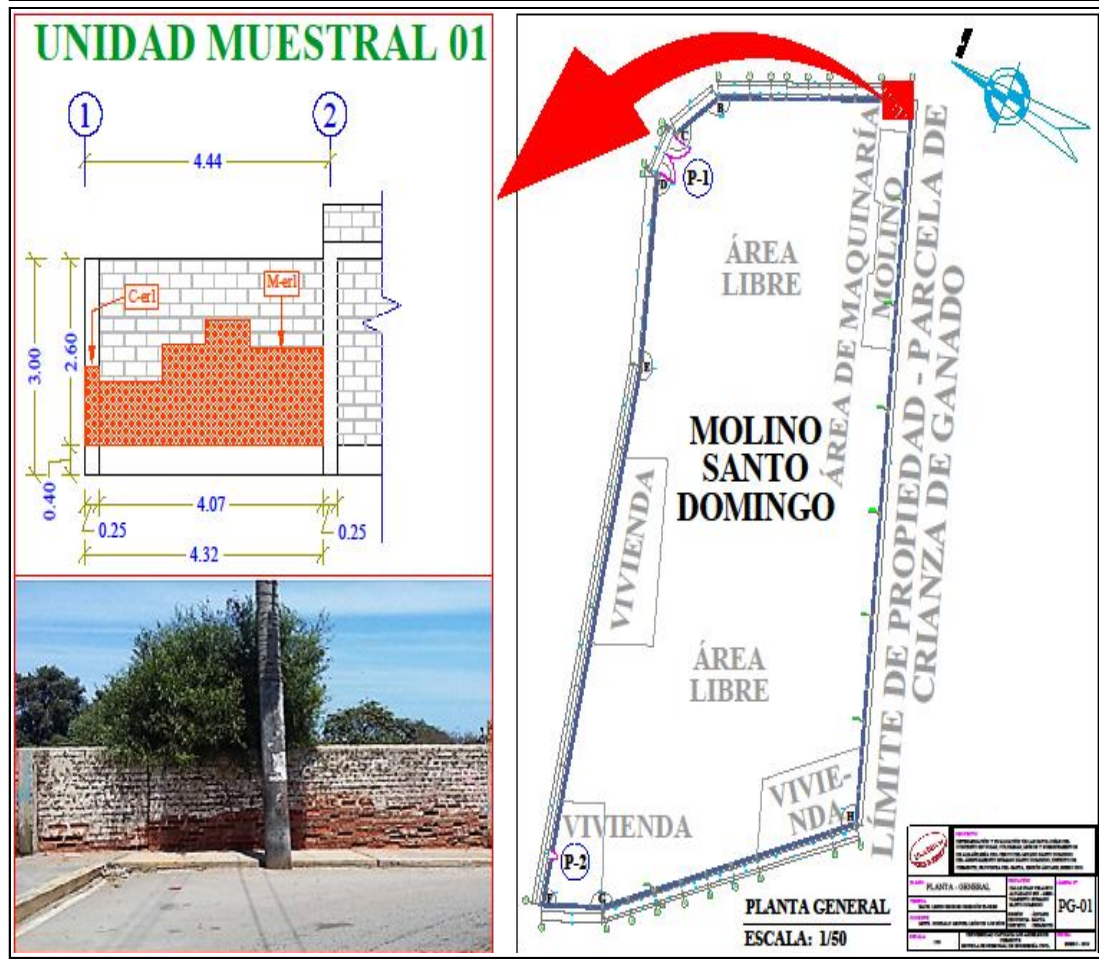 UNIDAD MUESTRAL 01
1
2
4.44
C-er1
M-er1
3.00
2.60
0.40
4.07
0.25
0.25
4.32
B
C
D
P-1
E
ÁREA
LIBRE
ÁREA DE MAQUINARÍA
MOLINO
LÍMITE DE PROPIEDAD - PARCELA DE
CRIANZA DE GANADO
MOLINO
SANTO
DOMINGO
VIVIENDA
ÁREA
LIBRE
VIVIENDA
VIVIE-
NDA
H
P-2
F
G
PLANTA GENERAL
ESCALA: 1/50
PLANTA - GENERAL
PG-01